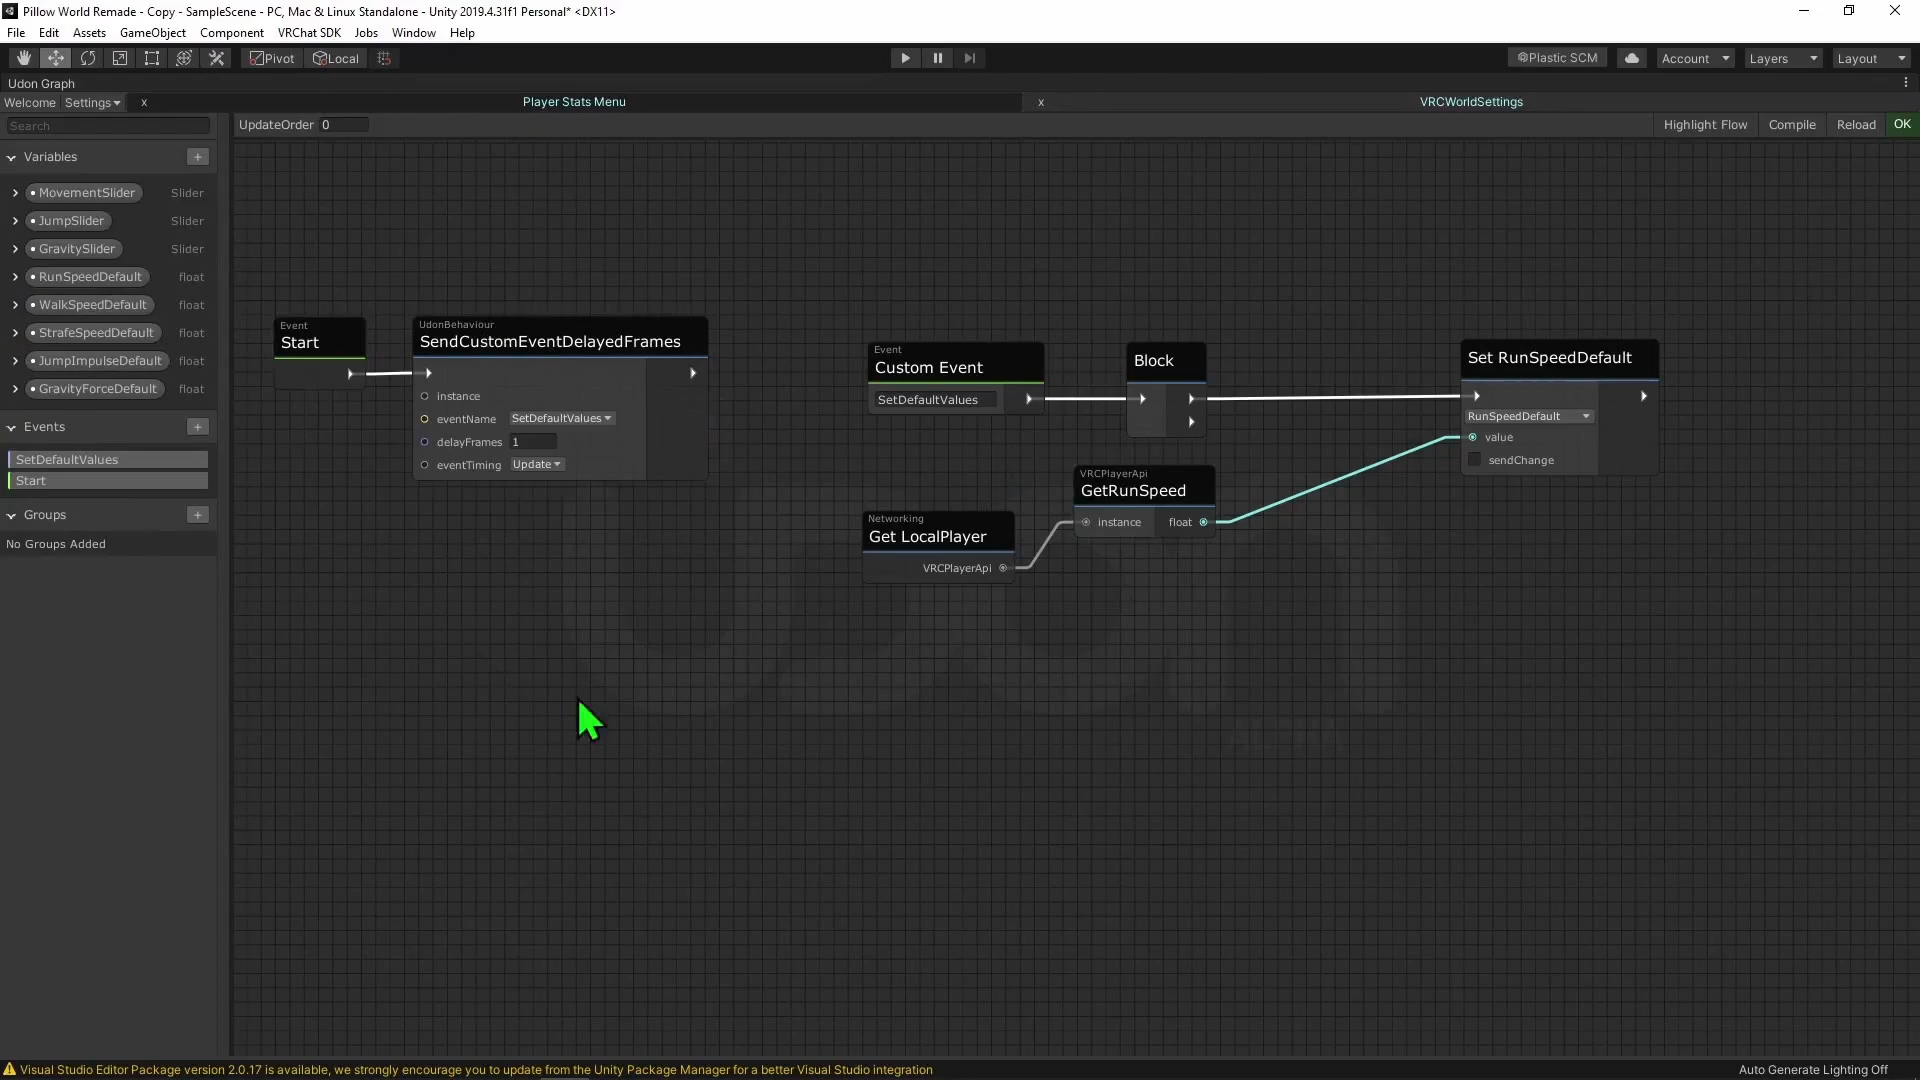 Pillow World Remade - Copy - SampleScene - PC, Mac & Linux Standalone - Unity 2019.4.31f1 Personal* <DX11>
File Edit Assets GameObject Component VRChat SDK Jobs Window Help
Pivot Local Plastic SCM Account Layers Layout
Udon Graph
Welcome Settings x Player Stats Menu x VRCWorldSettings
Search
UpdateOrder 0 Highlight Flow Compile Reload OK
Variables +
MovementSlider Slider
JumpSlider Slider
GravitySlider Slider
RunSpeedDefault float
WalkSpeedDefault float
StrafeSpeedDefault float
JumpImpulseDefault float
GravityForceDefault float
Events +
SetDefaultValues
Start
Groups +
No Groups Added
Event
Start
UdonBehaviour
SendCustomEventDelayedFrames
instance
eventName SetDefaultValues
delayFrames 1
eventTiming Update
Event
Custom Event
SetDefaultValues
Block
Networking
Get LocalPlayer
VRCPlayerApi
VRCPlayerApi
GetRunSpeed
instance float
Set RunSpeedDefault
RunSpeedDefault
value
sendChange
Visual Studio Editor Package version 2.0.17 is available, we strongly encourage you to update from the Unity Package Manager for a better Visual Studio integration
Auto Generate Lighting Off